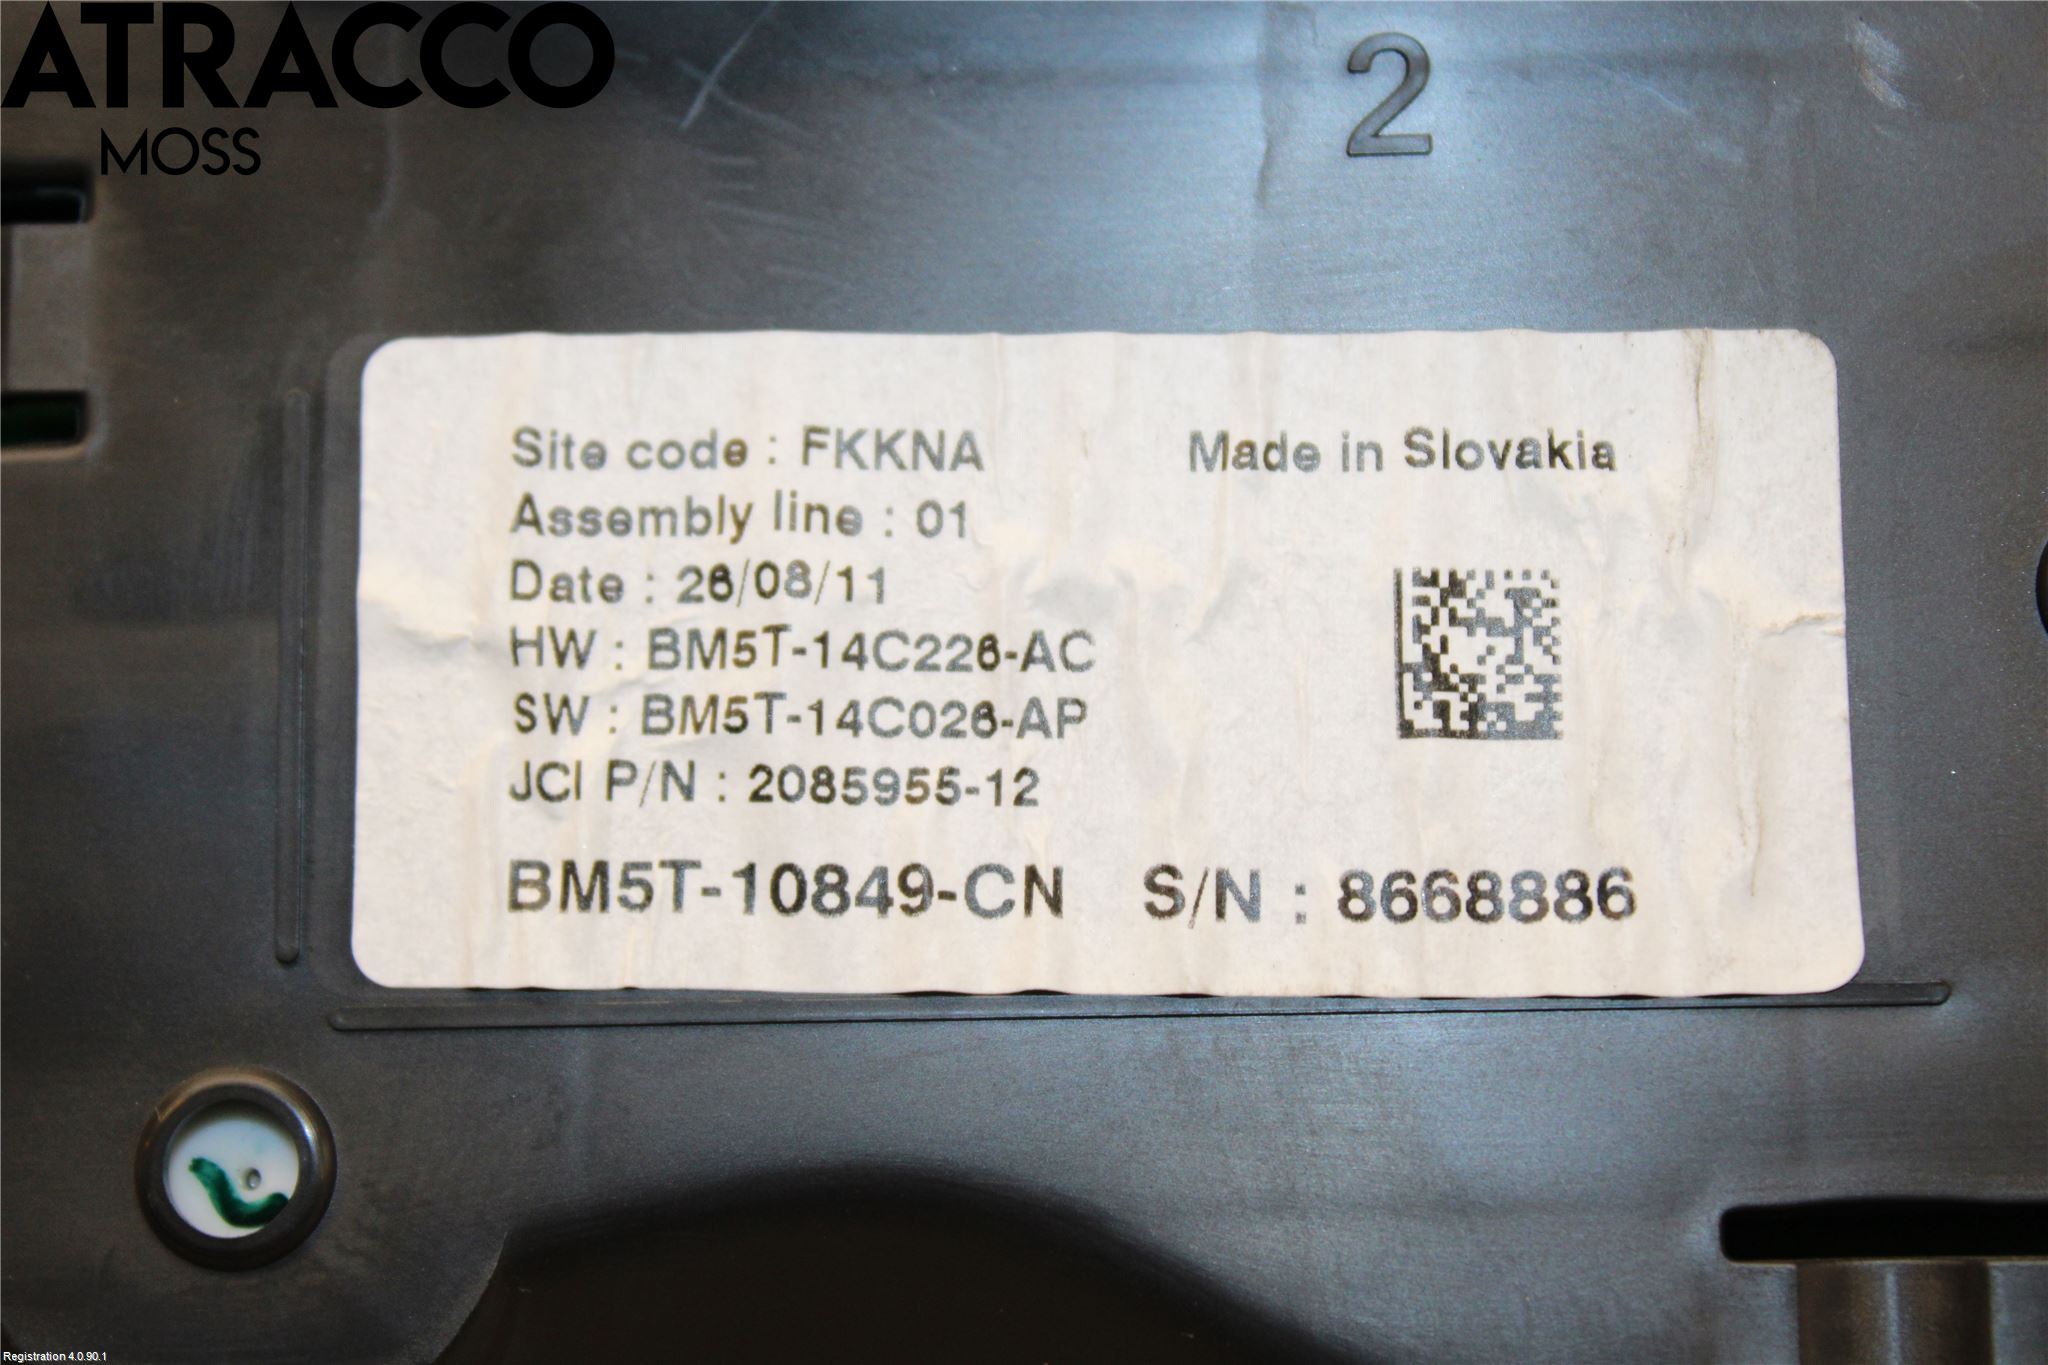 ATRACCO
MOSS
2
Site code : FKKNA Made in Slovakia
Assembly line : 01
Date : 26/08/11
HW : BM5T-14C226-AC
SW : BM5T-14C026-AP
JCI P/N : 2085955-12
BM5T-10849-CN S/N : 8668886
Registration 4.0.90.1